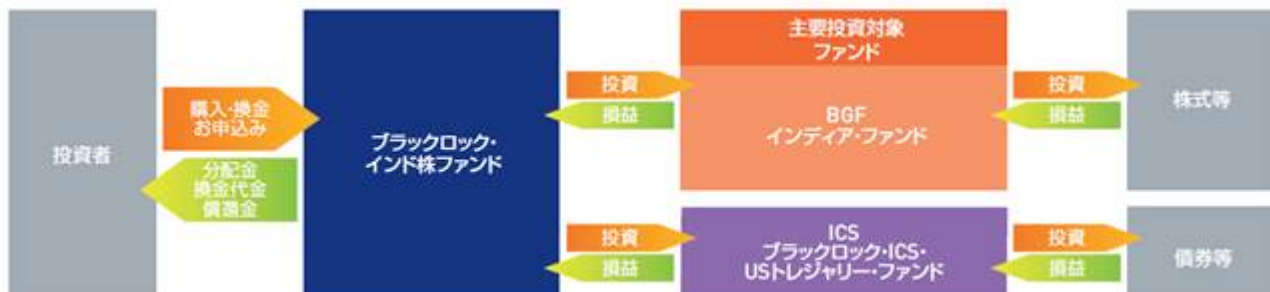 投資者
購入・換金
お申込み
分配金
換金代金
償還金
ブラックロック・
インド株ファンド
投資
損益
主要投資対象
ファンド
BGF
インディア・ファンド
投資
損益
株式等
投資
損益
ICS
ブラックロック・ICS・
USトレジャリー・ファンド
投資
損益
債券等